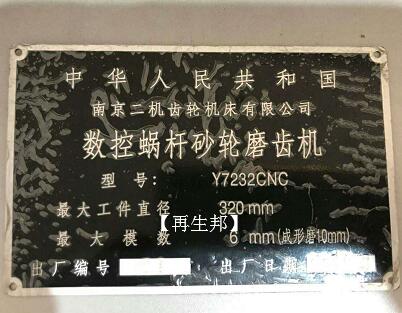 中华人民共和国
南京二机齿轮机床有限公司
数控蜗杆砂轮磨齿机
型号: Y7232CNC
最大工件直径 320mm
【再生邦】
最大模数 6 mm(成形磨10mm)
出厂编号 出厂日期